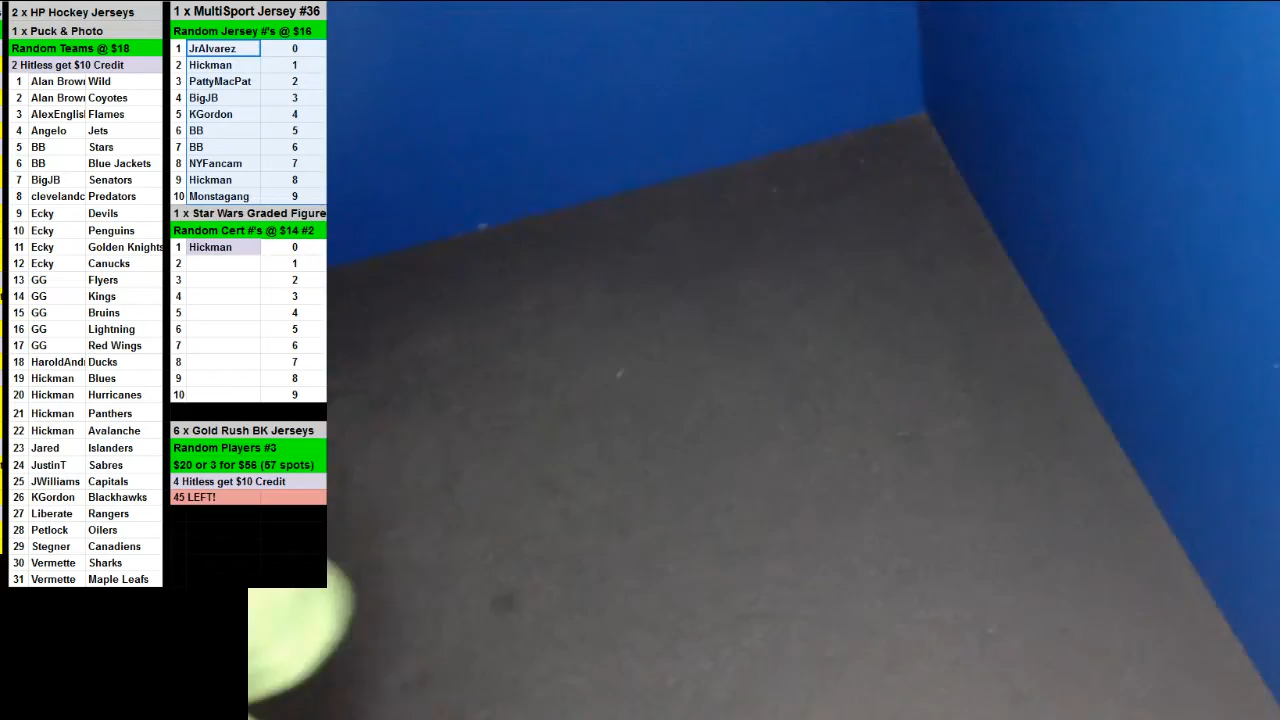 2 x HP Hockey Jerseys
1 x Puck & Photo
Random Teams @ $18
2 Hitless get $10 Credit
1 Alan Brown Wild
2 Alan Brown Coyotes
3 AlexEnglis Flames
4 Angelo Jets
5 BB Stars
6 BB Blue Jackets
7 BigJB Senators
8 clevelandc Predators
9 Ecky Devils
10 Ecky Penguins
11 Ecky Golden Knights
12 Ecky Canucks
13 GG Flyers
14 GG Kings
15 GG Bruins
16 GG Lightning
17 GG Red Wings
18 HaroldAnd Ducks
19 Hickman Blues
20 Hickman Hurricanes
21 Hickman Panthers
22 Hickman Avalanche
23 Jared Islanders
24 JustinT Sabres
25 JWilliams Capitals
26 KGordon Blackhawks
27 Liberate Rangers
28 Petlock Oilers
29 Stegner Canadiens
30 Vermette Sharks
31 Vermette Maple Leafs
1 x MultiSport Jersey #36
Random Jersey #'s @ $16
1 JrAlvarez 0
2 Hickman 1
3 PattyMacPat 2
4 BigJB 3
5 KGordon 4
6 BB 5
7 BB 6
8 NYFancam 7
9 Hickman 8
10 Monstagang 9
1 x Star Wars Graded Figure
Random Cert #'s @ $14 #2
1 Hickman 0
2 1
3 2
4 3
5 4
6 5
7 6
8 7
9 8
10 9
6 x Gold Rush BK Jerseys
Random Players #3
$20 or 3 for $56 (57 spots)
4 Hitless get $10 Credit
45 LEFT!